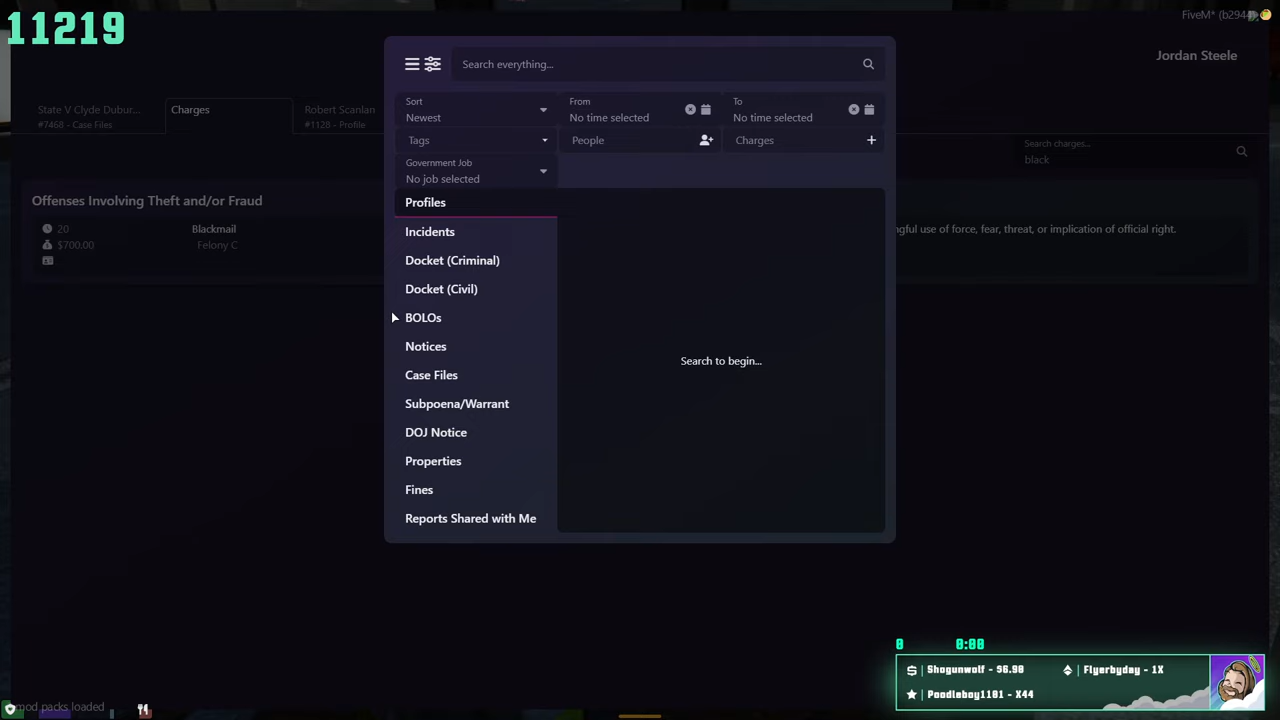 11219
FiveM* (b2944
Jordan Steele
State V Clyde Dubur...
#7468 - Case Files
Charges
Robert Scanlan
#1128 - Profile
Search charges...
black
Offenses Involving Theft and/or Fraud
20
$700.00
Blackmail
Felony C
ngful use of force, fear, threat, or implication of official right.
Search everything...
Sort
Newest
From
No time selected
To
No time selected
Tags
People
Charges
Government Job
No job selected
Profiles
Incidents
Docket (Criminal)
Docket (Civil)
BOLOs
Notices
Case Files
Subpoena/Warrant
DOJ Notice
Properties
Fines
Reports Shared with Me
Search to begin...
0 0:00
Shogunwolf - $6.90
Flyerbyday - 1X
Poodleboy1101 - X44
mod packs loaded